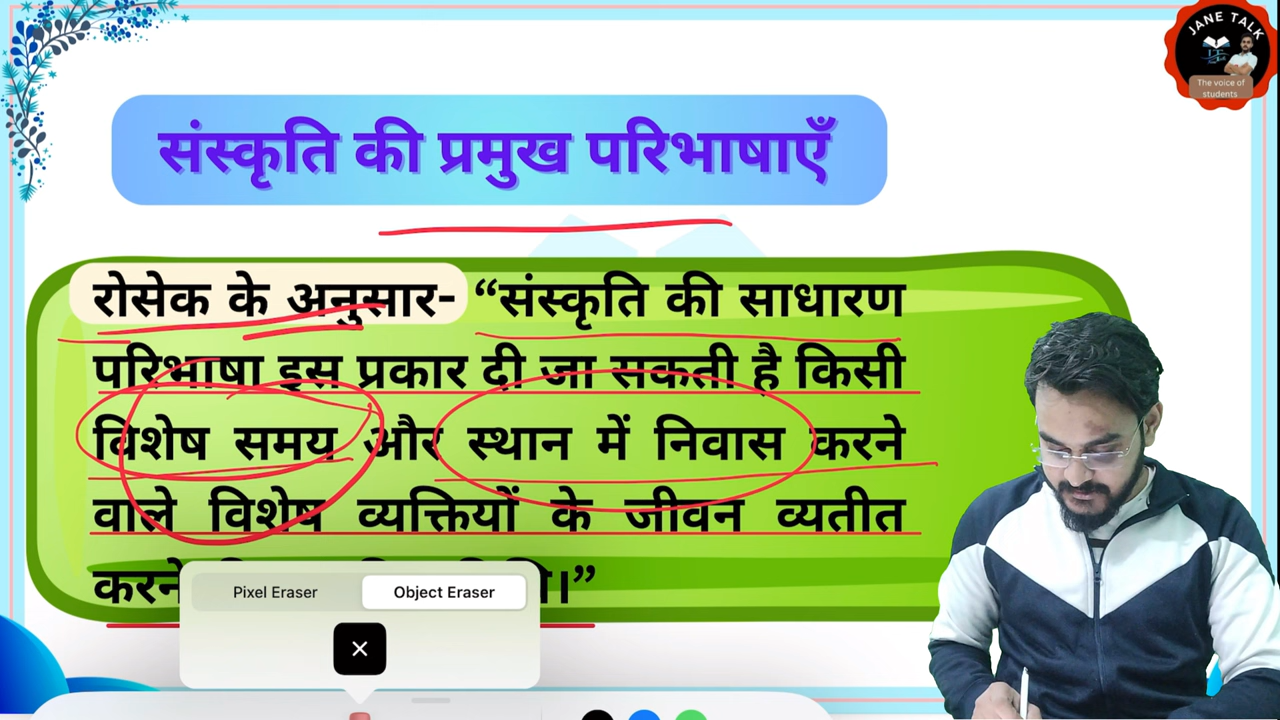 JANE TALK
The voice of
students
संस्कृति की प्रमुख परिभाषाएँ
रोसेक के अनुसार- “संस्कृति की साधारण
परिभाषा इस प्रकार दी जा सकती है किसी
विशेष समय और स्थान में निवास करने
वाले विशेष व्यक्तियों के जीवन व्यतीत
Pixel Eraser
Object Eraser